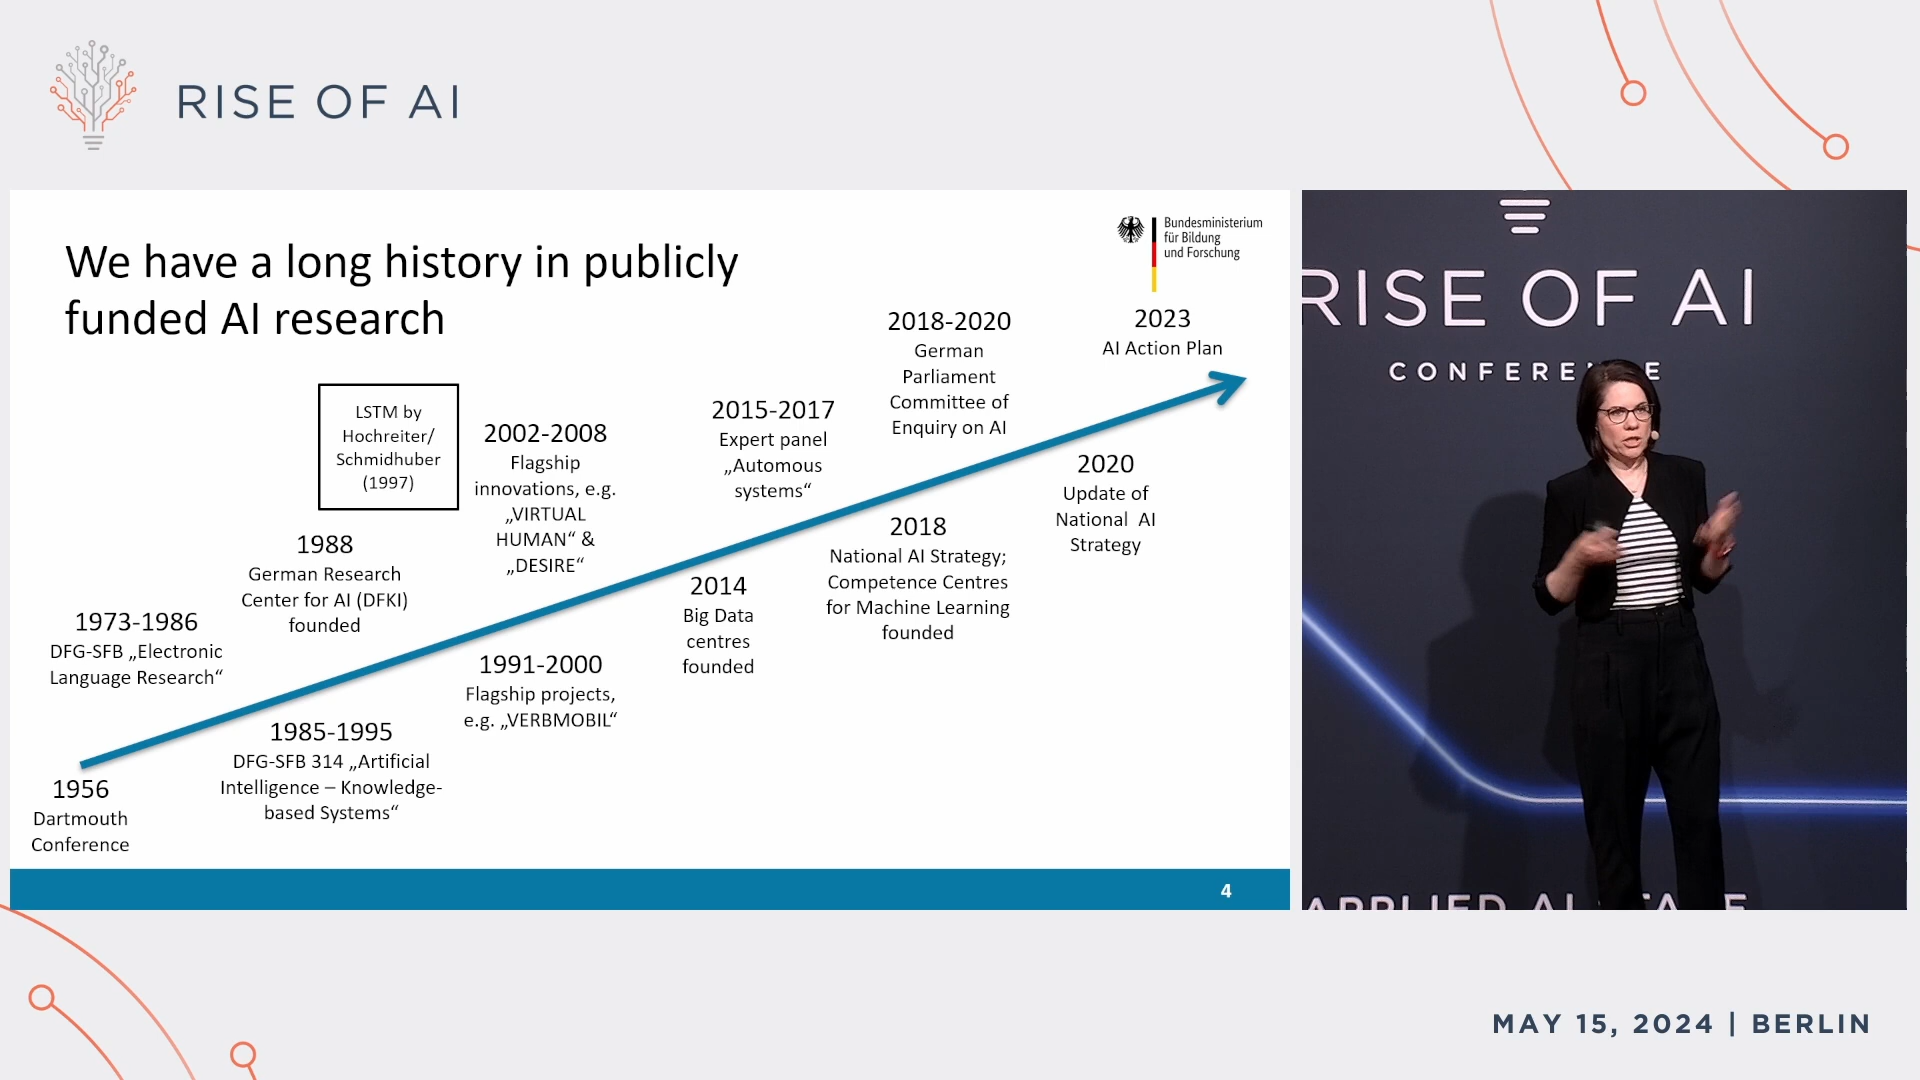 RISE OF AI
We have a long history in publicly
funded AI research
Bundesministerium
für Bildung
und Forschung
1956
Dartmouth
Conference
1973-1986
DFG-SFB „Electronic
Language Research“
1985-1995
DFG-SFB 314 „Artificial
Intelligence – Knowledge-
based Systems“
1988
German Research
Center for AI (DFKI)
founded
LSTM by
Hochreiter/
Schmidhuber
(1997)
1991-2000
Flagship projects,
e.g. „VERBMOBIL“
2002-2008
Flagship
innovations, e.g.
„VIRTUAL
HUMAN“ &
„DESIRE“
2014
Big Data
centres
founded
2015-2017
Expert panel
„Automous
systems“
2018
National AI Strategy;
Competence Centres
for Machine Learning
founded
2018-2020
German
Parliament
Committee of
Enquiry on AI
2020
Update of
National AI
Strategy
2023
AI Action Plan
4
RISE OF AI
CONFERE E
APPLIED AI
MAY 15, 2024 | BERLIN